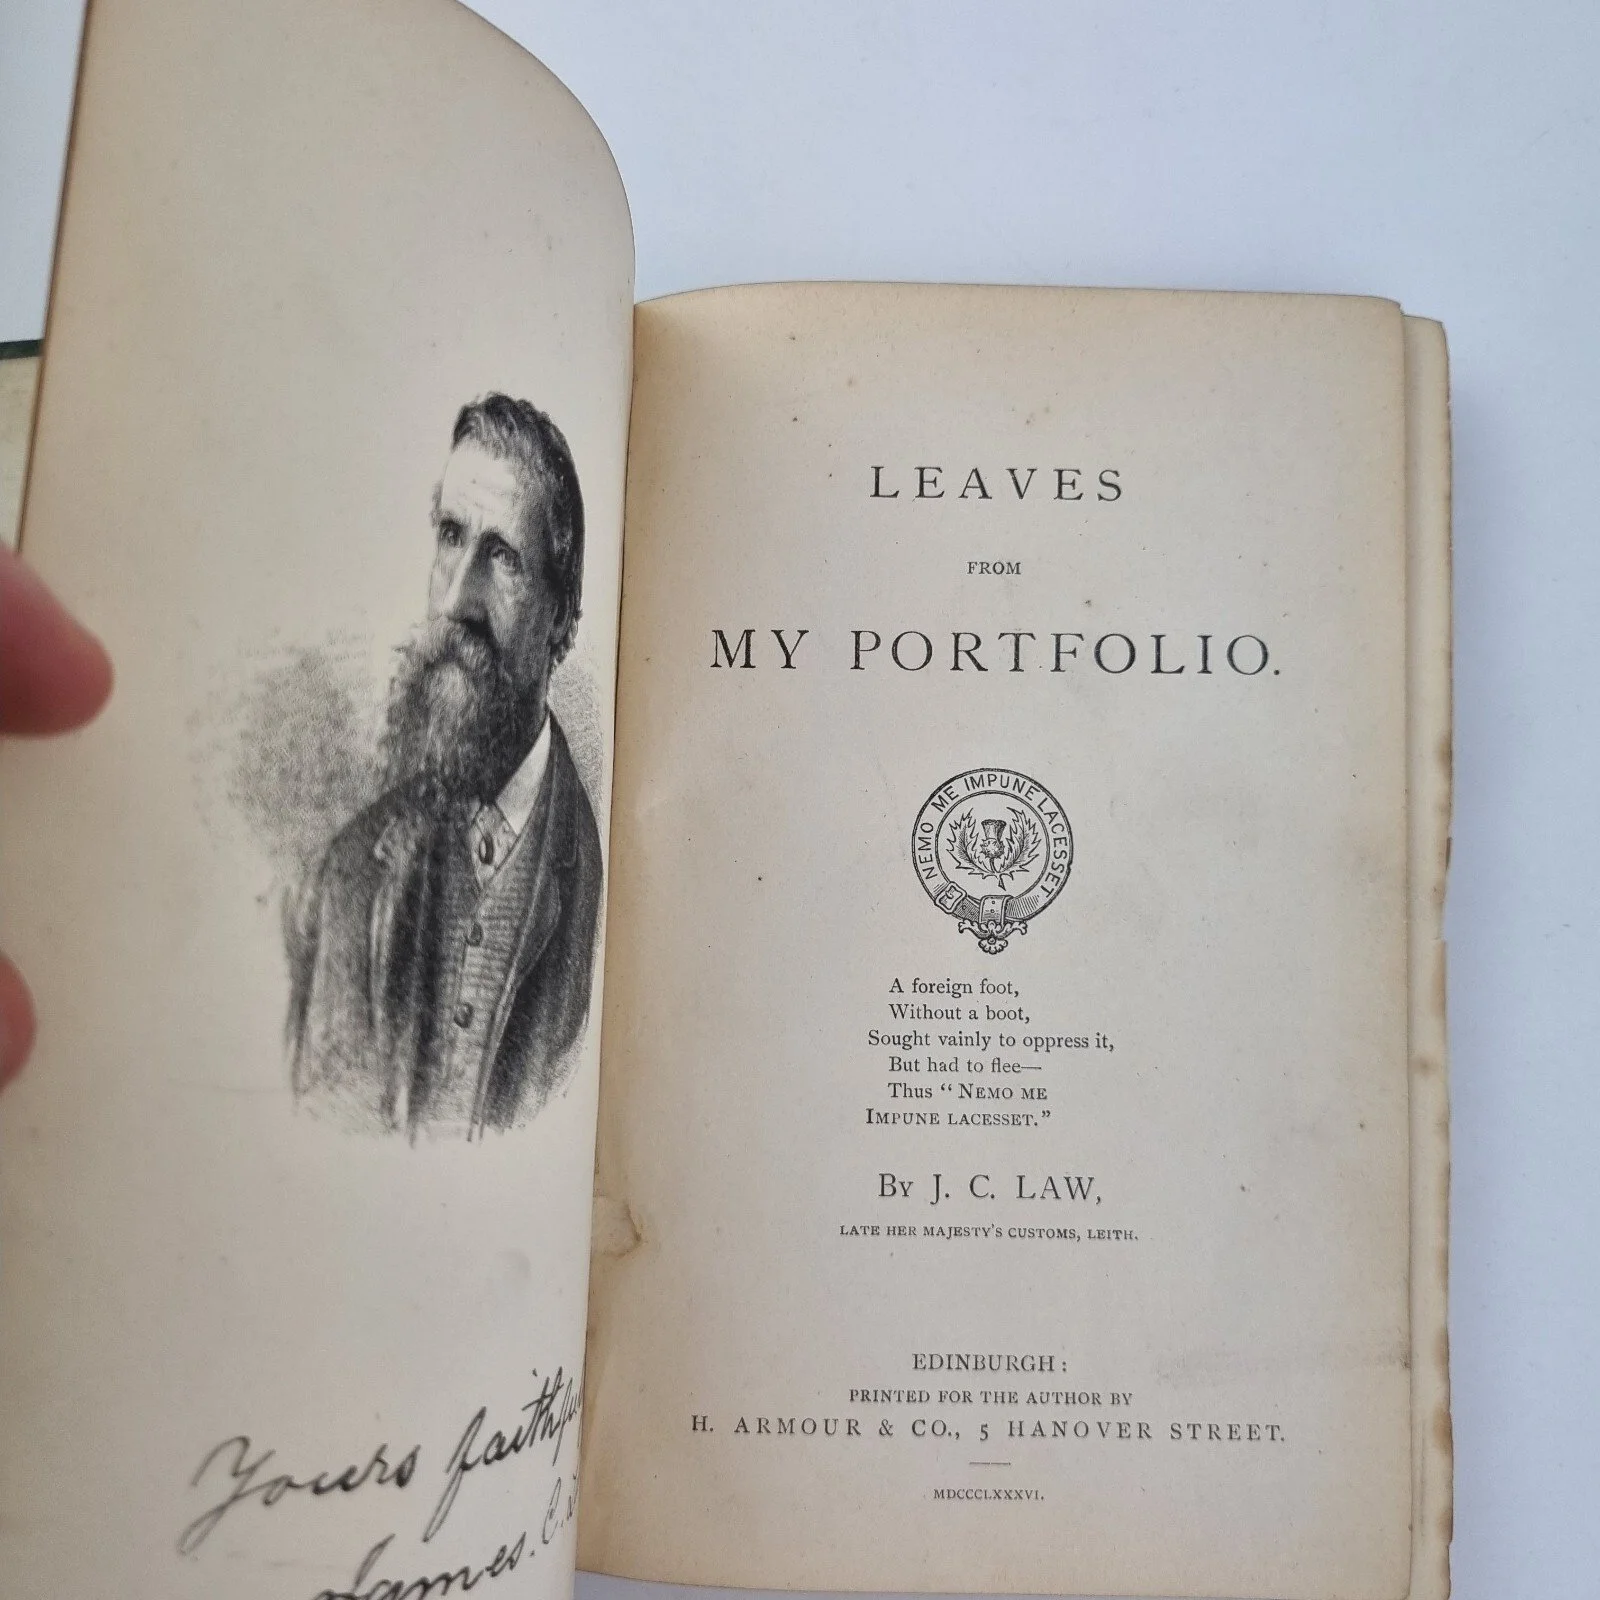 Yours
James. C.
LEAVES
FROM
MY PORTFOLIO.
NEMO ME IMPUNE LACESSET
A foreign foot,
Without a boot,
Sought vainly to oppress it,
But had to flee—
Thus “ NEMO ME
IMPUNE LACESSET.”
By J. C. LAW,
LATE HER MAJESTY'S CUSTOMS, LEITH.
EDINBURGH:
PRINTED FOR THE AUTHOR BY
H. ARMOUR & CO., 5 HANOVER STREET.
MDCCCLXXXVI.